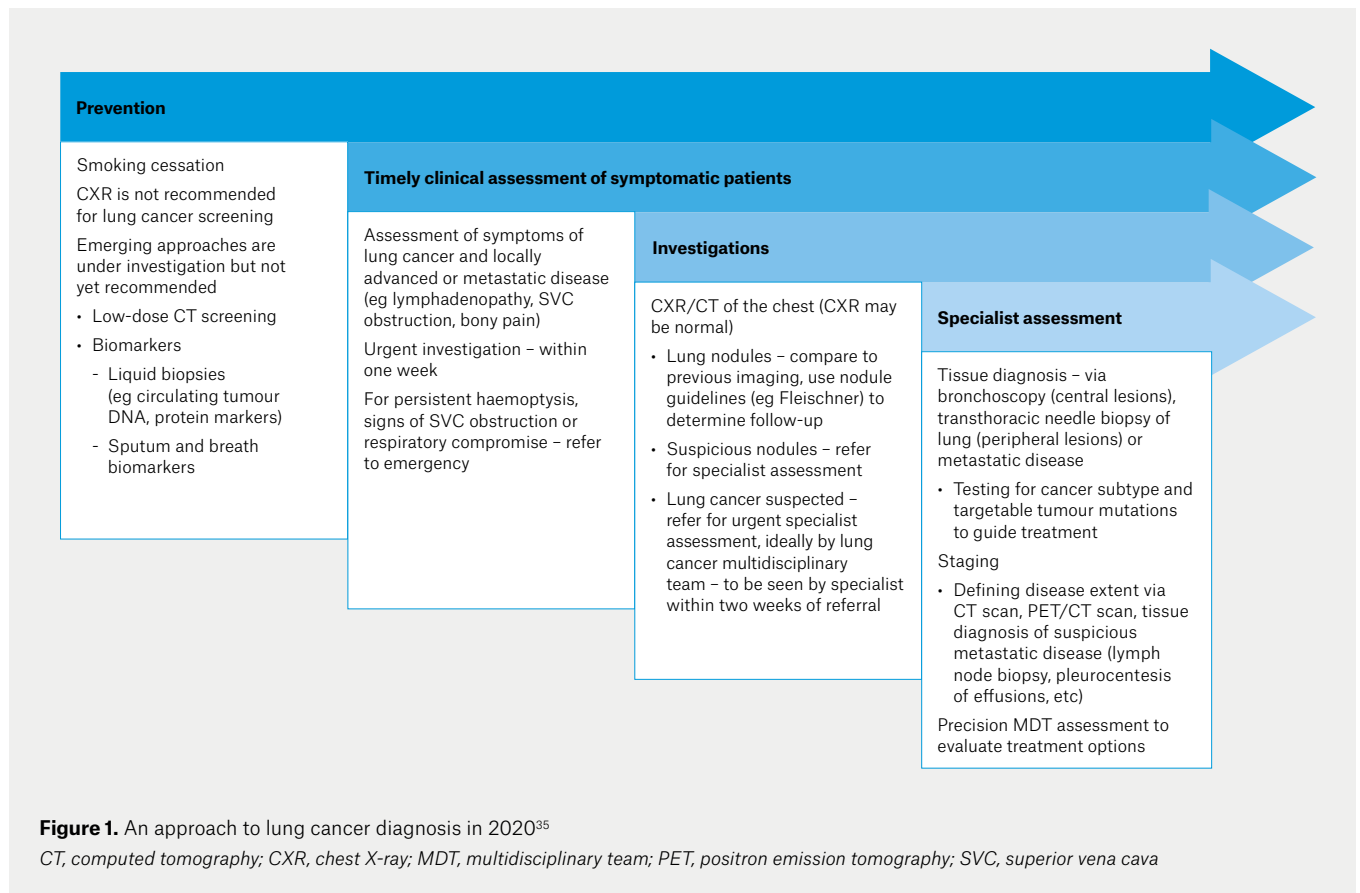 Prevention
Smoking cessation
CXR is not recommended
for lung cancer screening
Emerging approaches are
under investigation but not
yet recommended
• Low-dose CT screening
• Biomarkers
- Liquid biopsies
(eg circulating tumour
DNA, protein markers)
- Sputum and breath
biomarkers
Timely clinical assessment of symptomatic patients
Assessment of symptoms of
lung cancer and locally
advanced or metastatic disease
(eg lymphadenopathy, SVC
obstruction, bony pain)
Urgent investigation – within
one week
For persistent haemoptysis,
signs of SVC obstruction or
respiratory compromise – refer
to emergency
Investigations
CXR/CT of the chest (CXR may
be normal)
• Lung nodules – compare to
previous imaging, use nodule
guidelines (eg Fleischner) to
determine follow-up
• Suspicious nodules – refer
for specialist assessment
• Lung cancer suspected –
refer for urgent specialist
assessment, ideally by lung
cancer multidisciplinary
team – to be seen by specialist
within two weeks of referral
Specialist assessment
Tissue diagnosis – via
bronchoscopy (central lesions),
transthoracic needle biopsy of
lung (peripheral lesions) or
metastatic disease
• Testing for cancer subtype and
targetable tumour mutations
to guide treatment
Staging
• Defining disease extent via
CT scan, PET/CT scan, tissue
diagnosis of suspicious
metastatic disease (lymph
node biopsy, pleurocentesis
of effusions, etc)
Precision MDT assessment to
evaluate treatment options
Figure 1. An approach to lung cancer diagnosis in 2020³⁵
CT, computed tomography; CXR, chest X-ray; MDT, multidisciplinary team; PET, positron emission tomography; SVC, superior vena cava